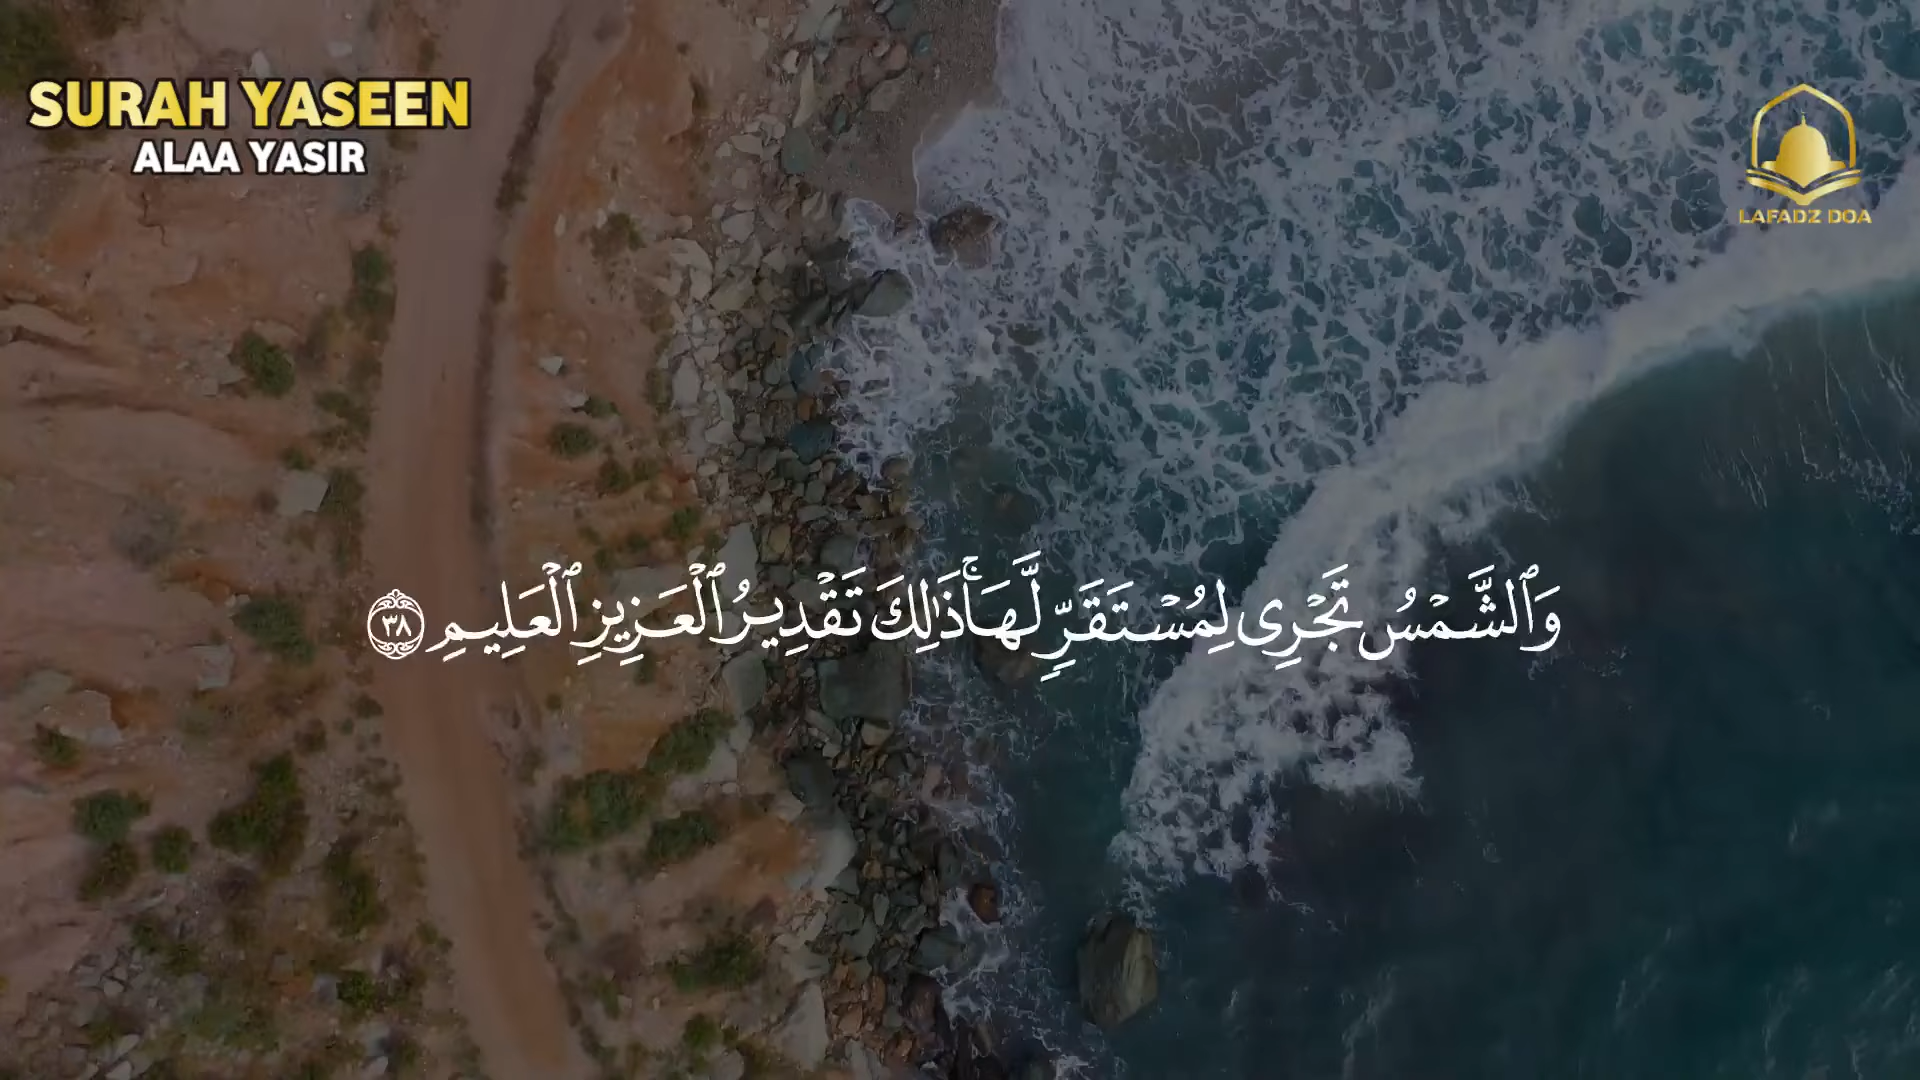 SURAH YASEEN
ALAA YASIR
LAFADZ DOA
وَٱلشَّمْسُ تَجْرِى لِمُسْتَقَرٍّ لَّهَا ۚ ذَٰلِكَ تَقْدِيرُ ٱلْعَزِيزِ ٱلْعَلِيمِ ٣٨